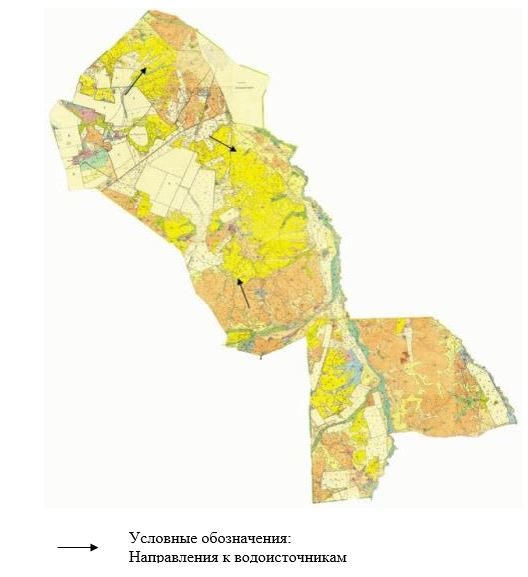 Условные обозначения:
Направления к водоисточникам